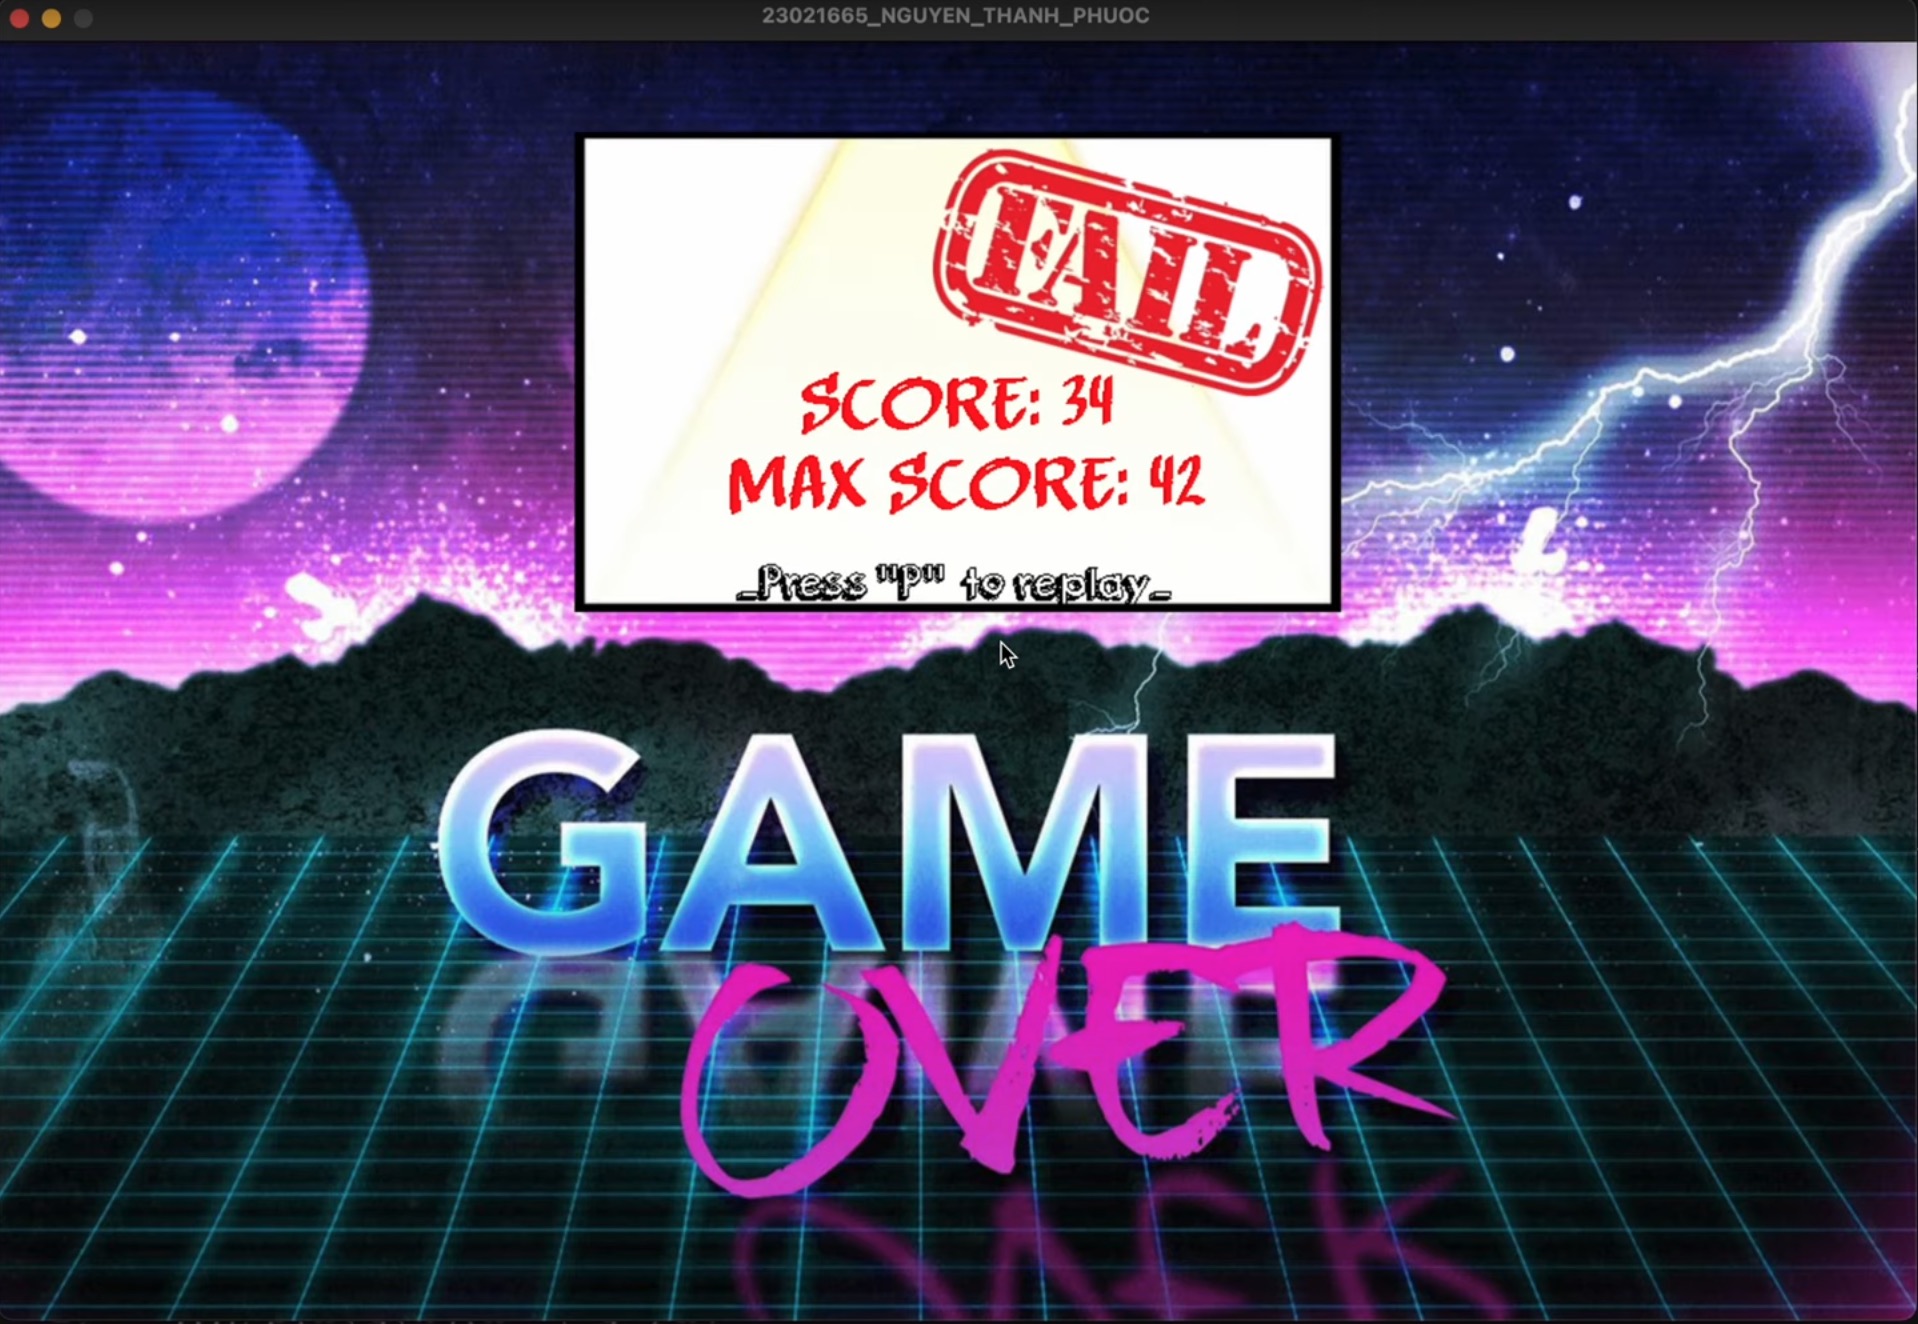 23021665_NGUYEN_THANH_PHUOC
FAIL
SCORE: 34
MAX SCORE: 42
_Press "P" to replay_
GAME
OVER